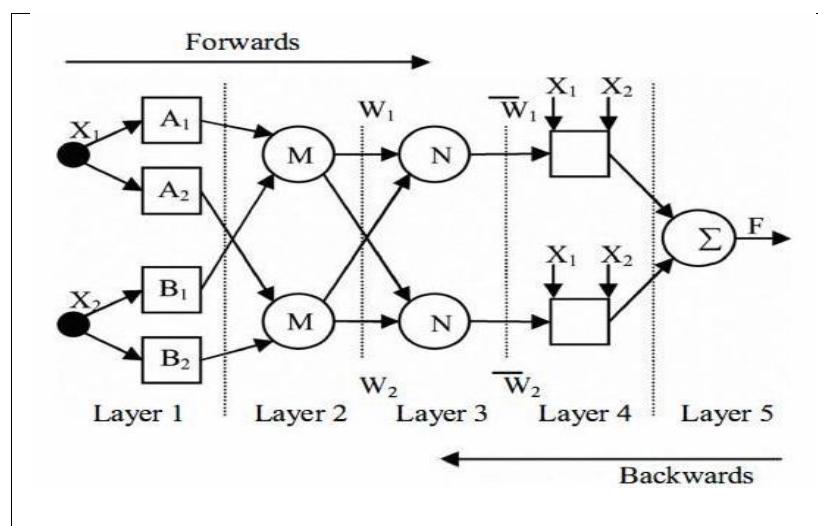 Forwards
X₁ X₂
W₁ W̅₁
X₁ A₁
M N
A₂
F
Σ
X₁ X₂
B₁
X₂
M N
B₂
W₂ W̅₂
Layer 1 Layer 2 Layer 3 Layer 4 Layer 5
Backwards